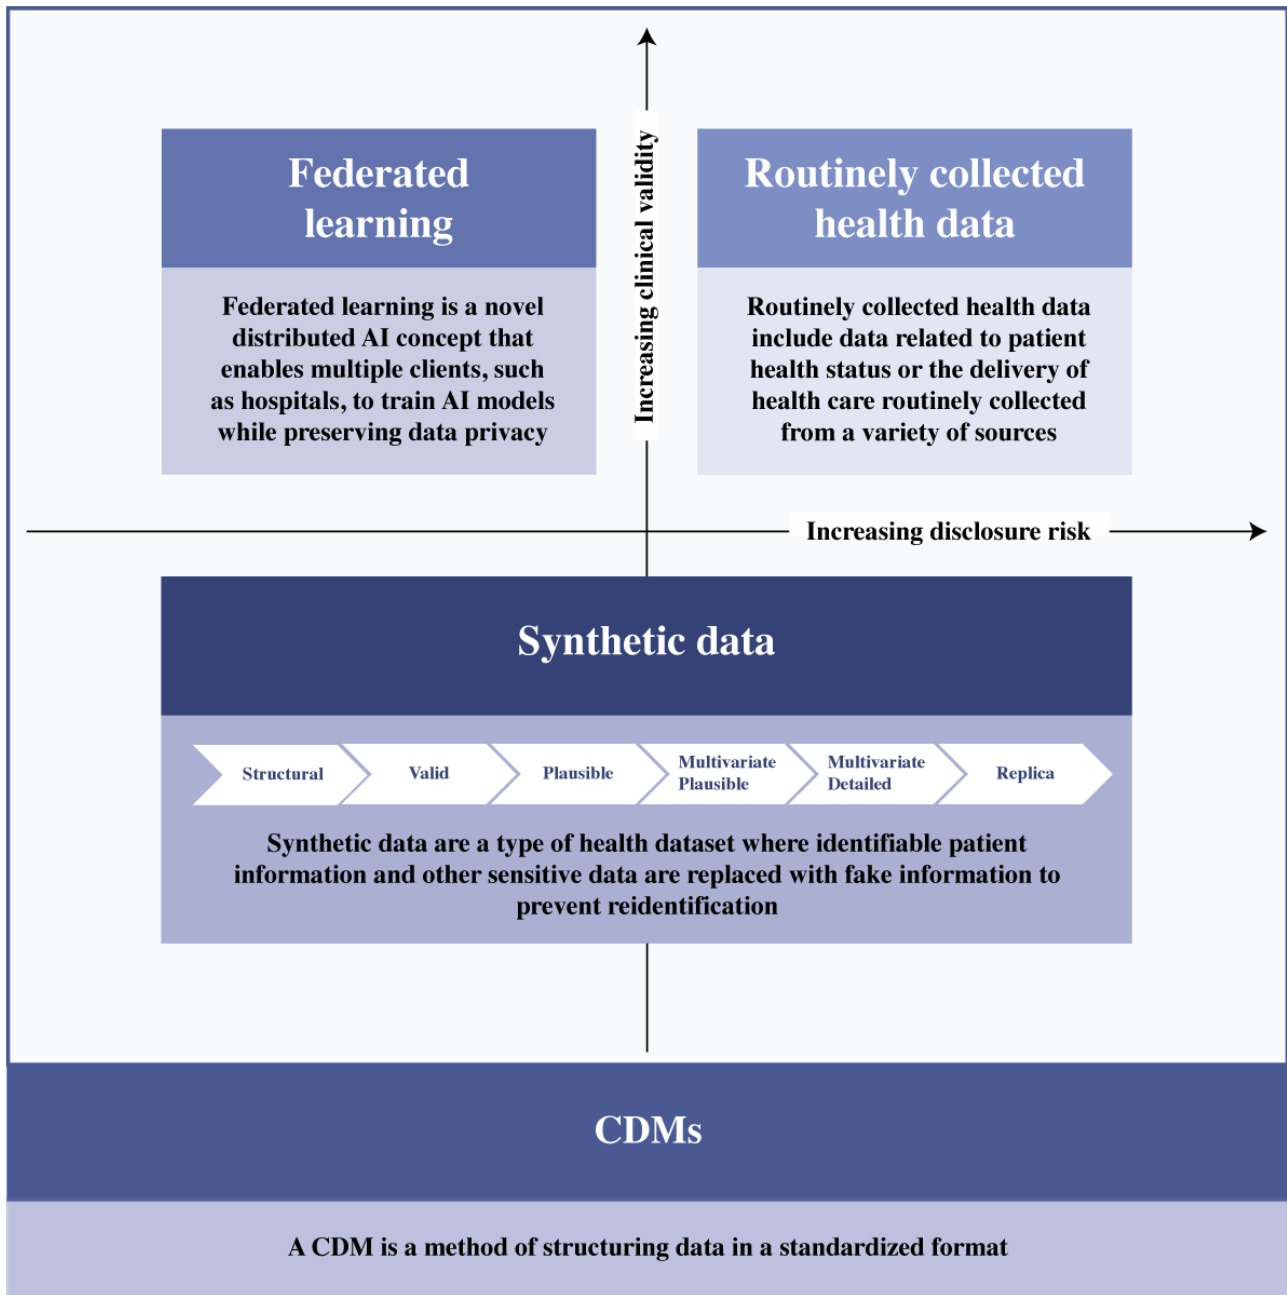 Increasing clinical validity
Federated
learning
Federated learning is a novel
distributed AI concept that
enables multiple clients, such
as hospitals, to train AI models
while preserving data privacy
Routinely collected
health data
Routinely collected health data
include data related to patient
health status or the delivery of
health care routinely collected
from a variety of sources
Increasing disclosure risk
Synthetic data
Structural
Valid
Plausible
Multivariate
Plausible
Multivariate
Detailed
Replica
Synthetic data are a type of health dataset where identifiable patient
information and other sensitive data are replaced with fake information to
prevent reidentification
CDMs
A CDM is a method of structuring data in a standardized format